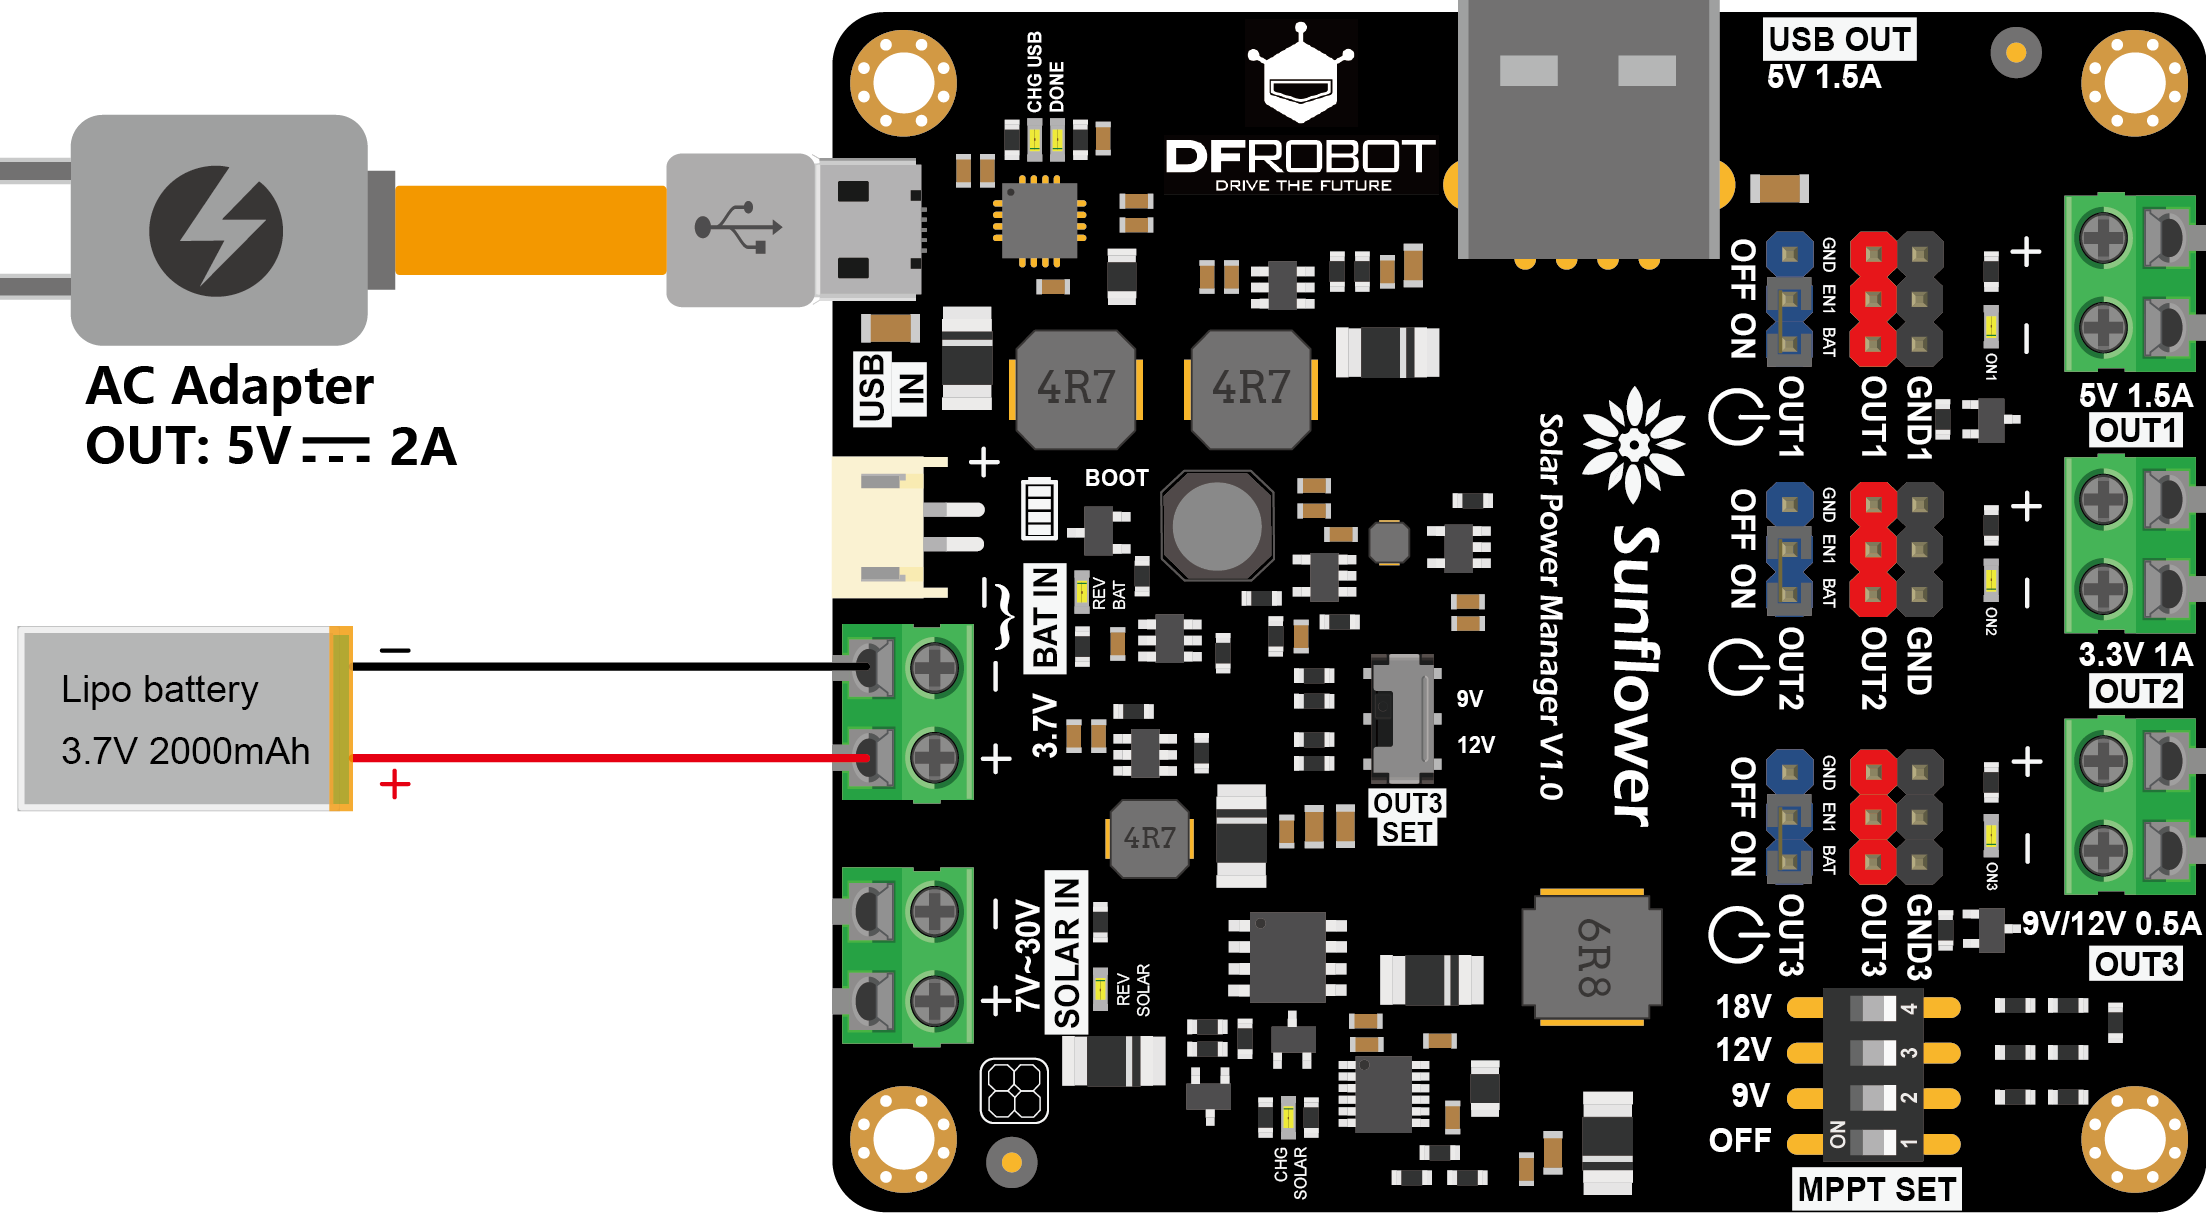 AC Adapter
OUT: 5V 2A
Lipo battery
3.7V 2000mAh
−
+
CHG USB
DONE
DFROBOT
DRIVE THE FUTURE
USB OUT
5V 1.5A
USB
IN
4R7
4R7
+
−
BOOT
BAT IN
REV
BAT
−
+
3.7V
4R7
9V
12V
OUT3
SET
Sunflower
Solar Power Manager V1.0
SOLAR IN
7V~30V
−
+
REV
SOLAR
6R8
CHG
SOLAR
OFF ON
GND
EN1
BAT
OUT1
OUT1
GND1
ON1
+
−
5V 1.5A
OUT1
OFF ON
GND
EN1
BAT
OUT2
OUT2
GND
ON2
+
−
3.3V 1A
OUT2
OFF ON
GND
EN1
BAT
OUT3
OUT3
GND3
ON3
+
−
9V/12V 0.5A
OUT3
18V
12V
9V
OFF
4
3
2
1
ON
MPPT SET